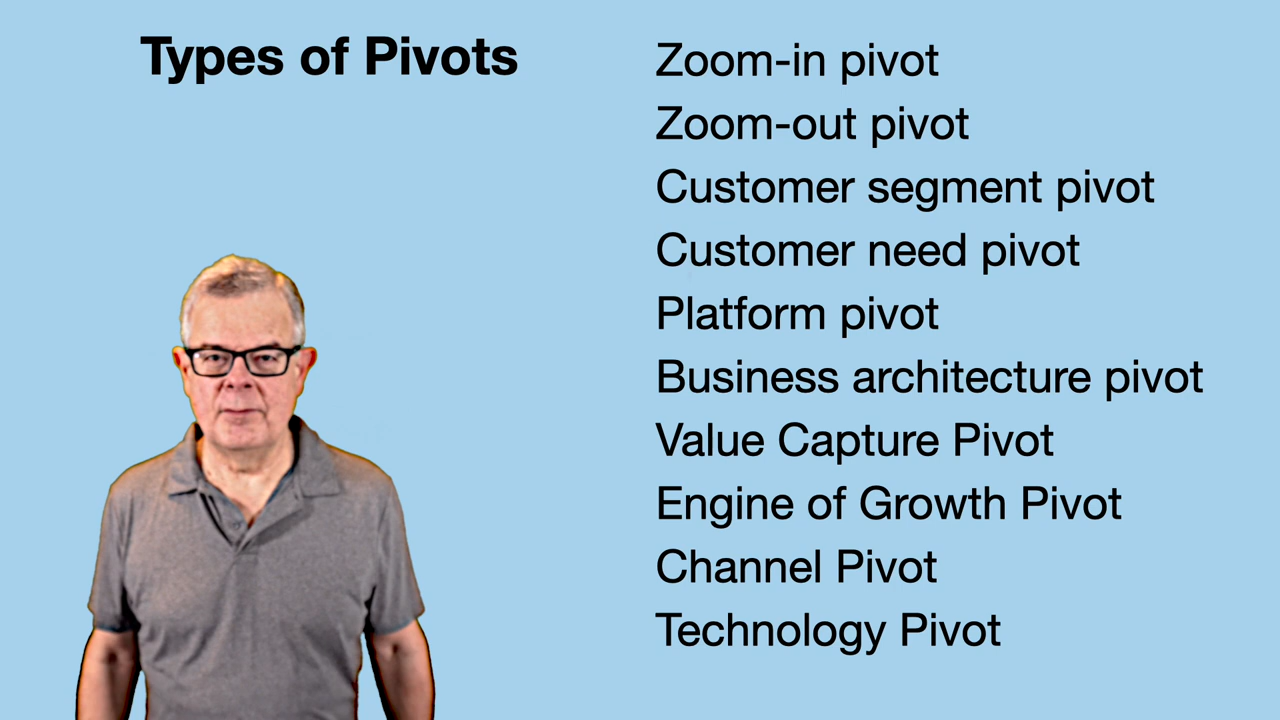 Types of Pivots
Zoom-in pivot
Zoom-out pivot
Customer segment pivot
Customer need pivot
Platform pivot
Business architecture pivot
Value Capture Pivot
Engine of Growth Pivot
Channel Pivot
Technology Pivot